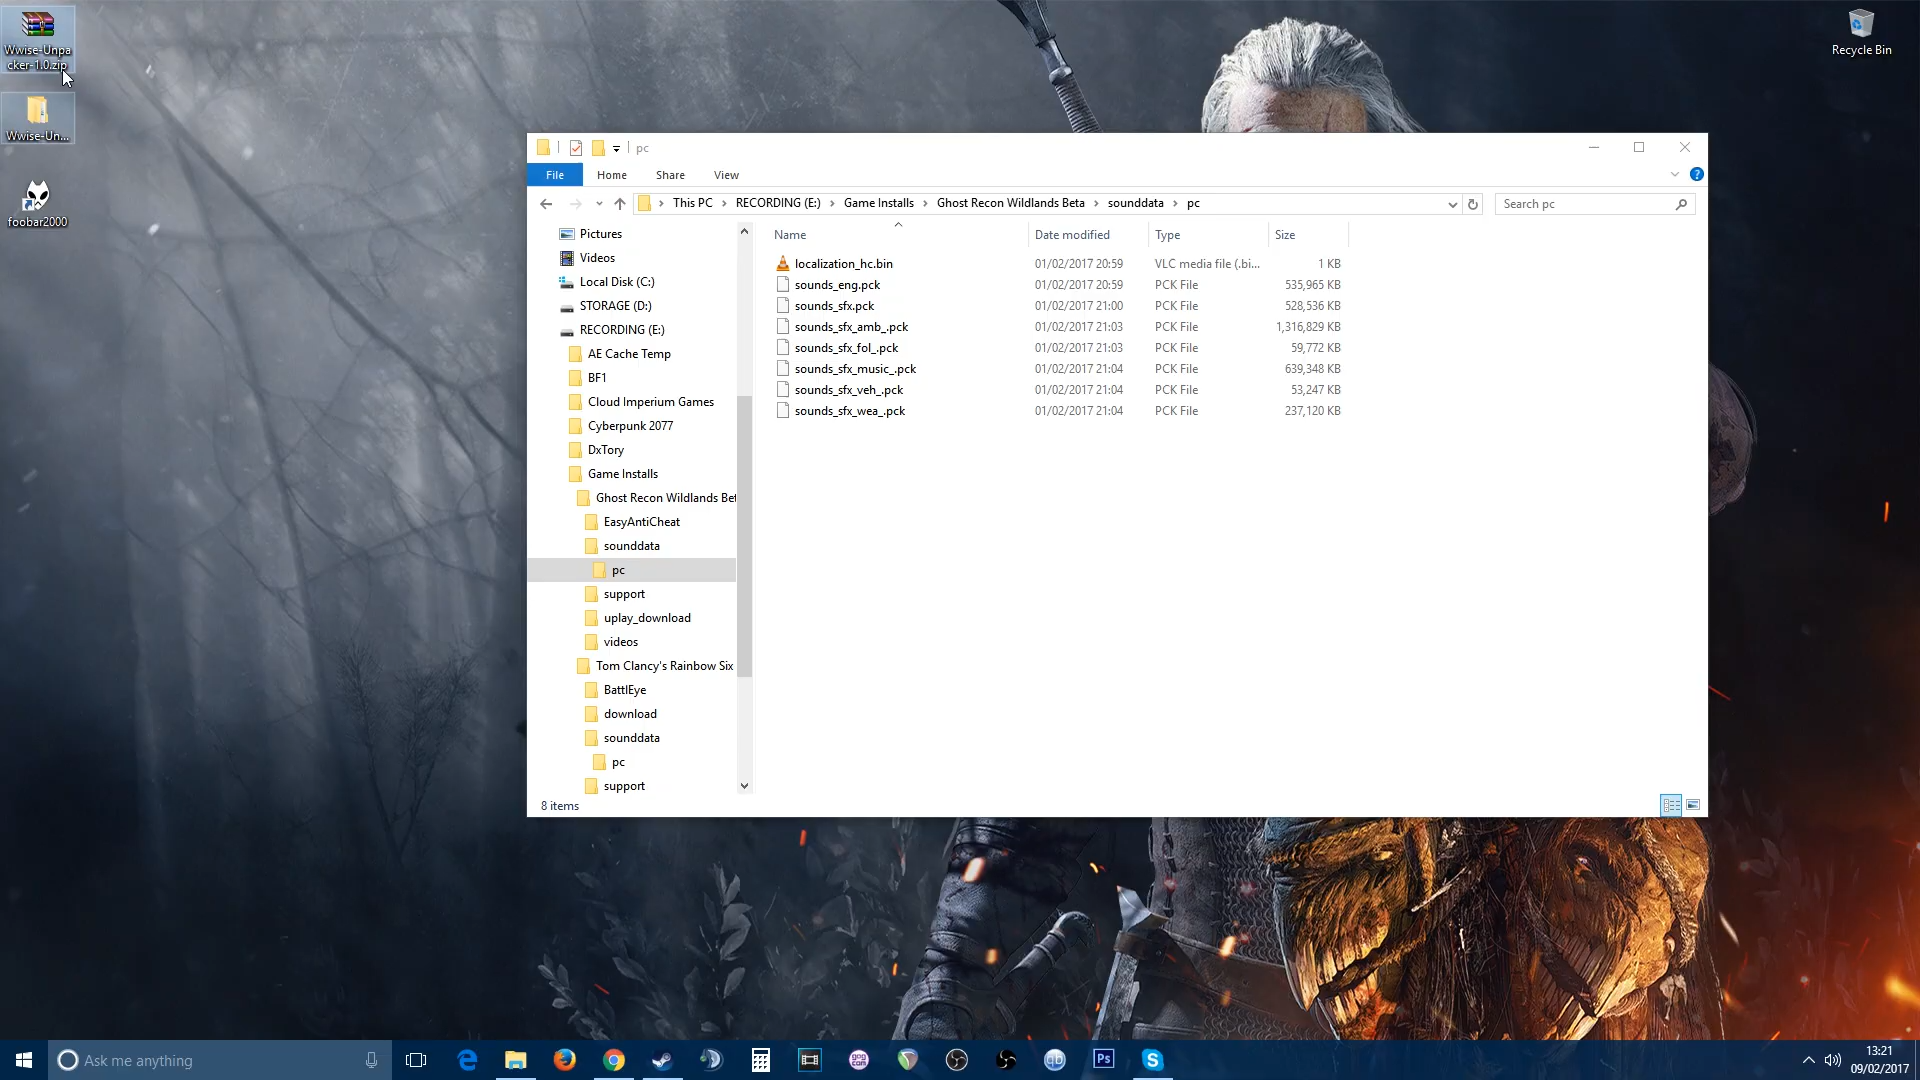 Wwise-Unpa
cker-1.0.zip
Wwise-Un...
foobar2000
Recycle Bin
pc
File Home Share View
This PC RECORDING (E:) Game Installs Ghost Recon Wildlands Beta sounddata pc
Search pc
Pictures
Videos
Local Disk (C:)
STORAGE (D:)
RECORDING (E:)
AE Cache Temp
BF1
Cloud Imperium Games
Cyberpunk 2077
DxTory
Game Installs
Ghost Recon Wildlands Bet
EasyAntiCheat
sounddata
pc
support
uplay_download
videos
Tom Clancy's Rainbow Six
BattlEye
download
sounddata
pc
support
Name Date modified Type Size
localization_hc.bin 01/02/2017 20:59 VLC media file (.bi... 1 KB
sounds_eng.pck 01/02/2017 20:59 PCK File 535,965 KB
sounds_sfx.pck 01/02/2017 21:00 PCK File 528,536 KB
sounds_sfx_amb_.pck 01/02/2017 21:03 PCK File 1,316,829 KB
sounds_sfx_fol_.pck 01/02/2017 21:03 PCK File 59,772 KB
sounds_sfx_music_.pck 01/02/2017 21:04 PCK File 639,348 KB
sounds_sfx_veh_.pck 01/02/2017 21:04 PCK File 53,247 KB
sounds_sfx_wea_.pck 01/02/2017 21:04 PCK File 237,120 KB
8 items
Ask me anything
gog
com
qb
Ps
13:21
09/02/2017